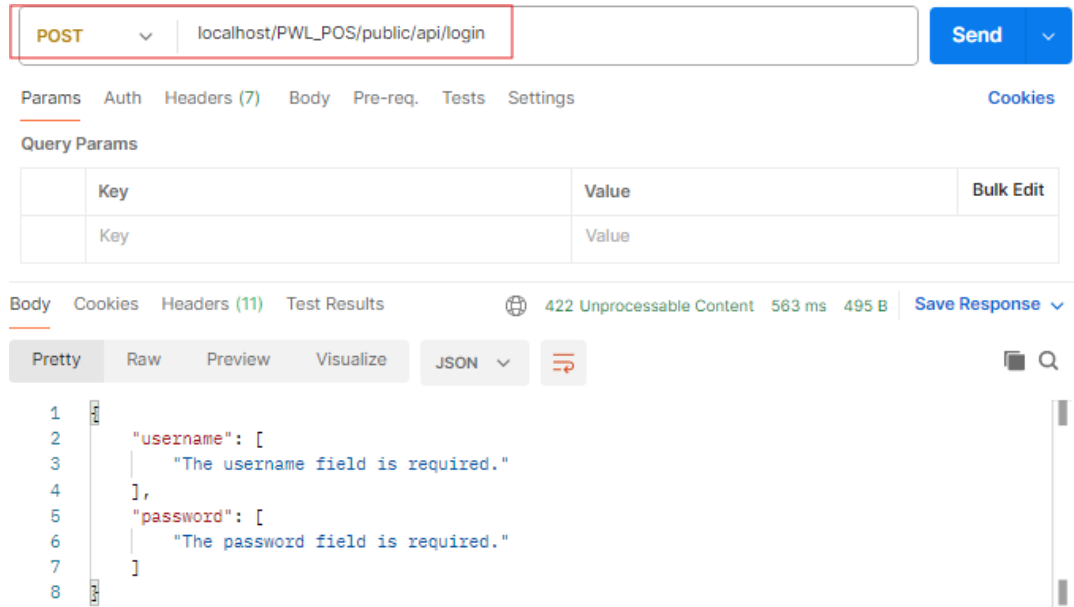 POST localhost/PWL_POS/public/api/login Send
Params Auth Headers (7) Body Pre-req. Tests Settings Cookies
Query Params
Key Value Bulk Edit
Key Value
Body Cookies Headers (11) Test Results 422 Unprocessable Content 563 ms 495 B Save Response
Pretty Raw Preview Visualize JSON
1 {
2 "username": [
3 "The username field is required."
4 ],
5 "password": [
6 "The password field is required."
7 ]
8 }